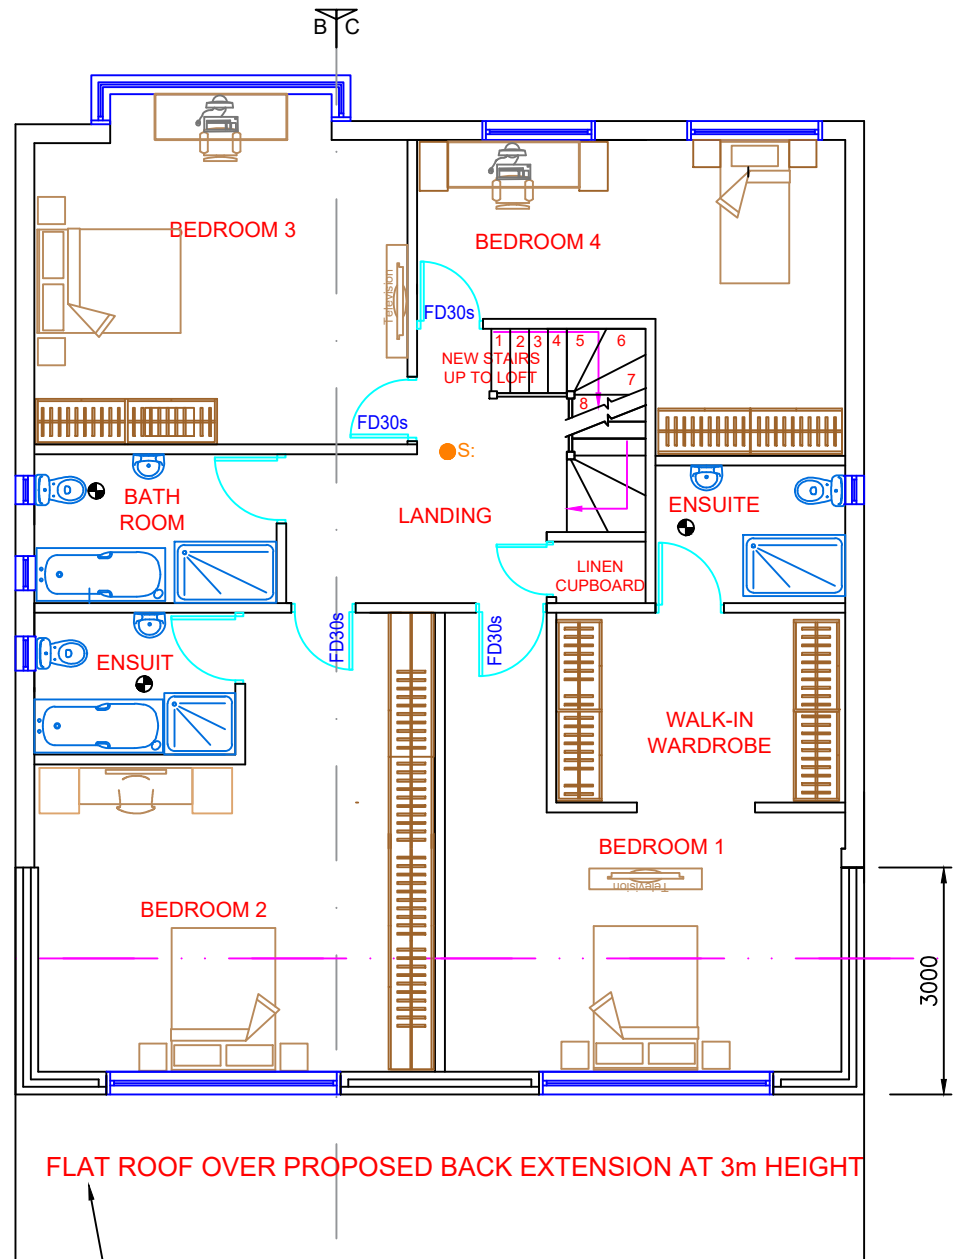 B C
BEDROOM 3
BEDROOM 4
Television
FD30s
1 2 3 4 5 6
NEW STAIRS
UP TO LOFT
7
8
FD30s
S:
BATH
ROOM
LANDING
ENSUITE
LINEN
CUPBOARD
FD30s
FD30s
ENSUIT
WALK-IN
WARDROBE
BEDROOM 1
Television
BEDROOM 2
3000
FLAT ROOF OVER PROPOSED BACK EXTENSION AT 3m HEIGHT